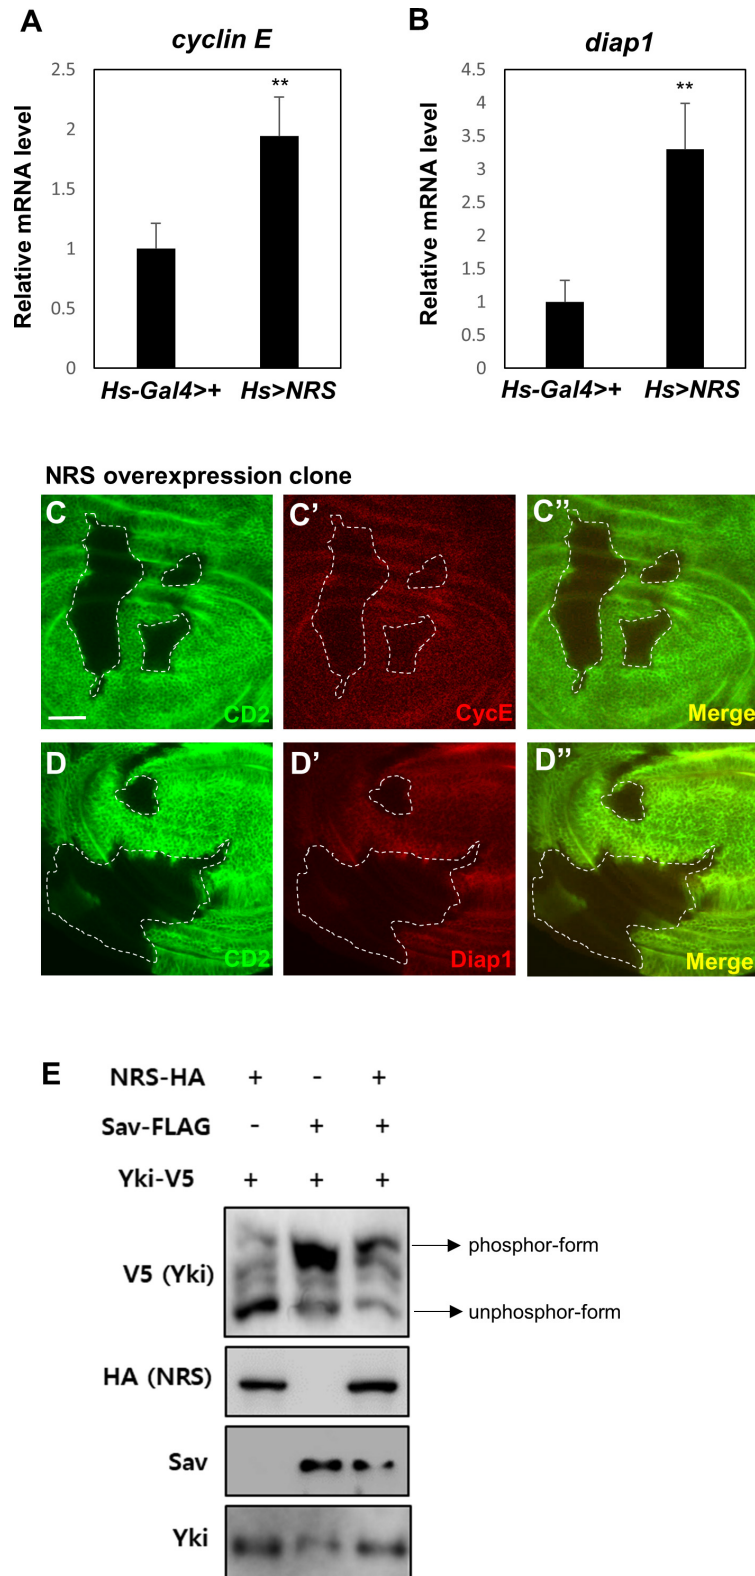 A
cyclin E
Relative mRNA level
2.5
2
1.5
1
0.5
0
**
Hs-Gal4>+ Hs>NRS
B
diap1
Relative mRNA level
4.5
4
3.5
3
2.5
2
1.5
1
0.5
0
**
Hs-Gal4>+ Hs>NRS
NRS overexpression clone
C
CD2
C'
CycE
C''
Merge
D
CD2
D'
Diap1
D''
Merge
E
NRS-HA + - +
Sav-FLAG - + +
Yki-V5 + + +
V5 (Yki)
phosphor-form
unphosphor-form
HA (NRS)
Sav
Yki